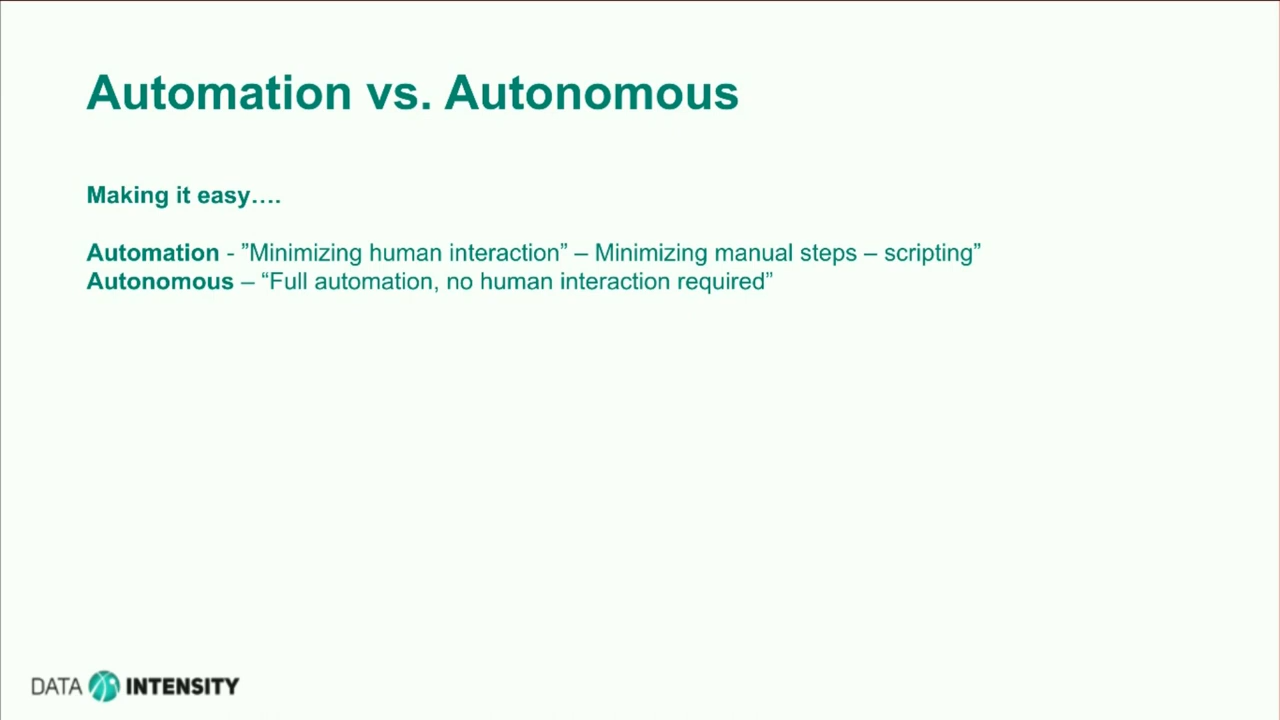 Automation vs. Autonomous
Making it easy....
Automation - ”Minimizing human interaction” – Minimizing manual steps – scripting”
Autonomous – “Full automation, no human interaction required”
DATA INTENSITY